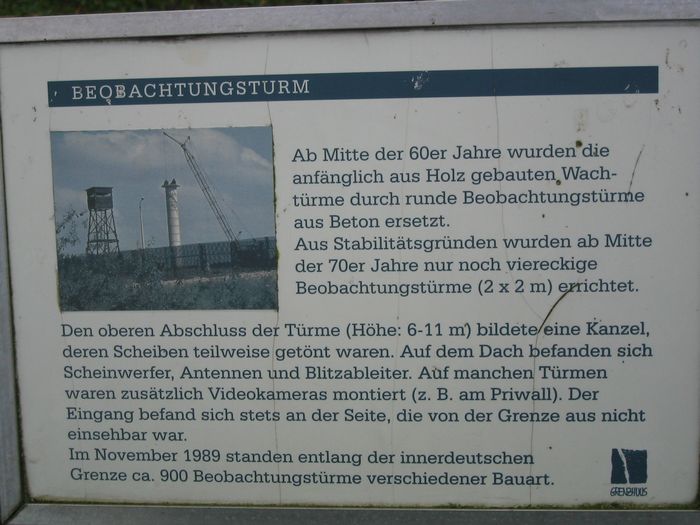 BEOBACHTUNGSTURM
Ab Mitte der 60er Jahre wurden die
anfänglich aus Holz gebauten Wach-
türme durch runde Beobachtungstürme
aus Beton ersetzt.
Aus Stabilitätsgründen wurden ab Mitte
der 70er Jahre nur noch viereckige
Beobachtungstürme (2 x 2 m) errichtet.
Den oberen Abschluss der Türme (Höhe: 6-11 m) bildete eine Kanzel,
deren Scheiben teilweise getönt waren. Auf dem Dach befanden sich
Scheinwerfer, Antennen und Blitzableiter. Auf manchen Türmen
waren zusätzlich Videokameras montiert (z. B. am Priwall). Der
Eingang befand sich stets an der Seite, die von der Grenze aus nicht
einsehbar war.
Im November 1989 standen entlang der innerdeutschen
Grenze ca. 900 Beobachtungstürme verschiedener Bauart.
GRENZHUUS